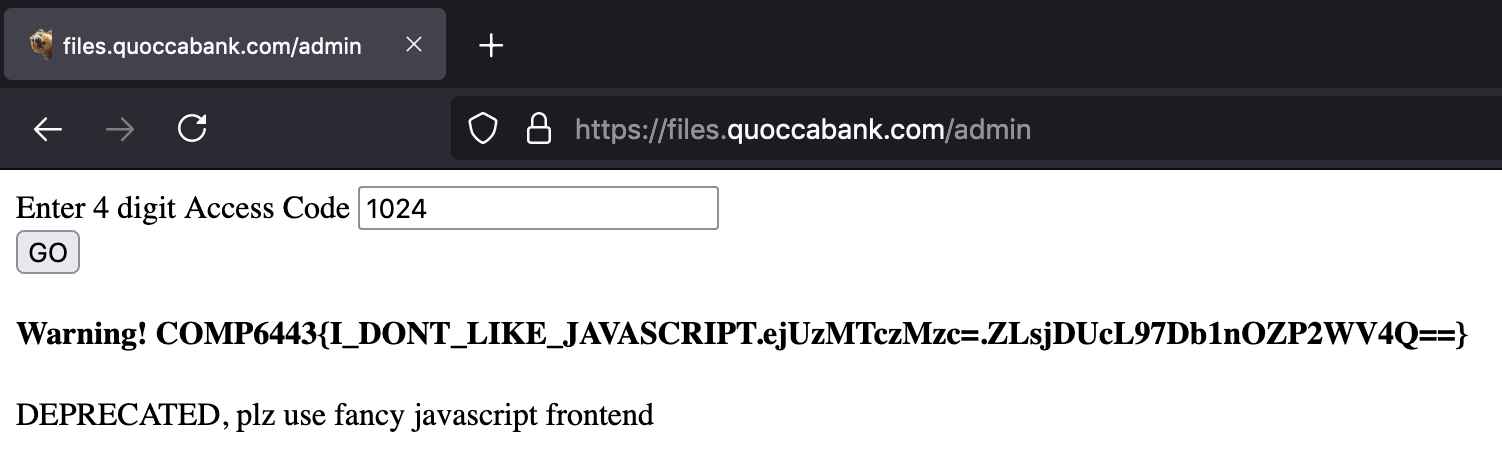 files.quoccabank.com/admin
https://files.quoccabank.com/admin
Enter 4 digit Access Code 1024
GO
Warning! COMP6443{I_DONT_LIKE_JAVASCRIPT.ejUzMTczMzc=.ZLsjDUcL97Db1nOZP2WV4Q==}
DEPRECATED, plz use fancy javascript frontend